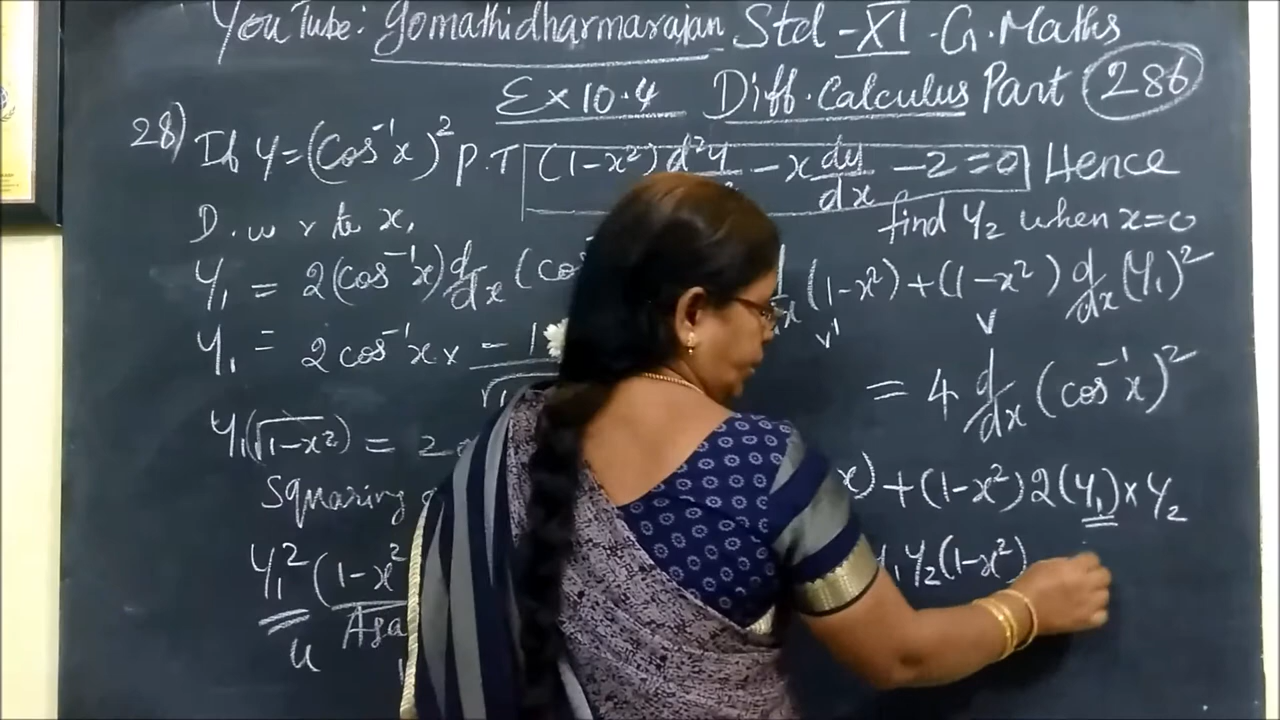 YouTube: Gomathidharmarajan Std - XI - G. Maths
Ex 10.4 Diff. Calculus Part 286
28) If y = (cos⁻¹x)² P.T (1-x²) d²y - x dy/dx - 2 = 0 Hence
find y₂ when x=0
D. w r to x,
y₁ = 2(cos⁻¹x) d/dx (cos
y₁ = 2 cos⁻¹x × -1
y₁(√1-x²) = 2
Squaring
y₁² (1-x²
u
(1-x²) + (1-x²) d/dx (y₁)²
v¹ v
= 4 d/dx (cos⁻¹x)²
x) + (1-x²) 2(y₁) × y₂
y₁ y₂ (1-x²)